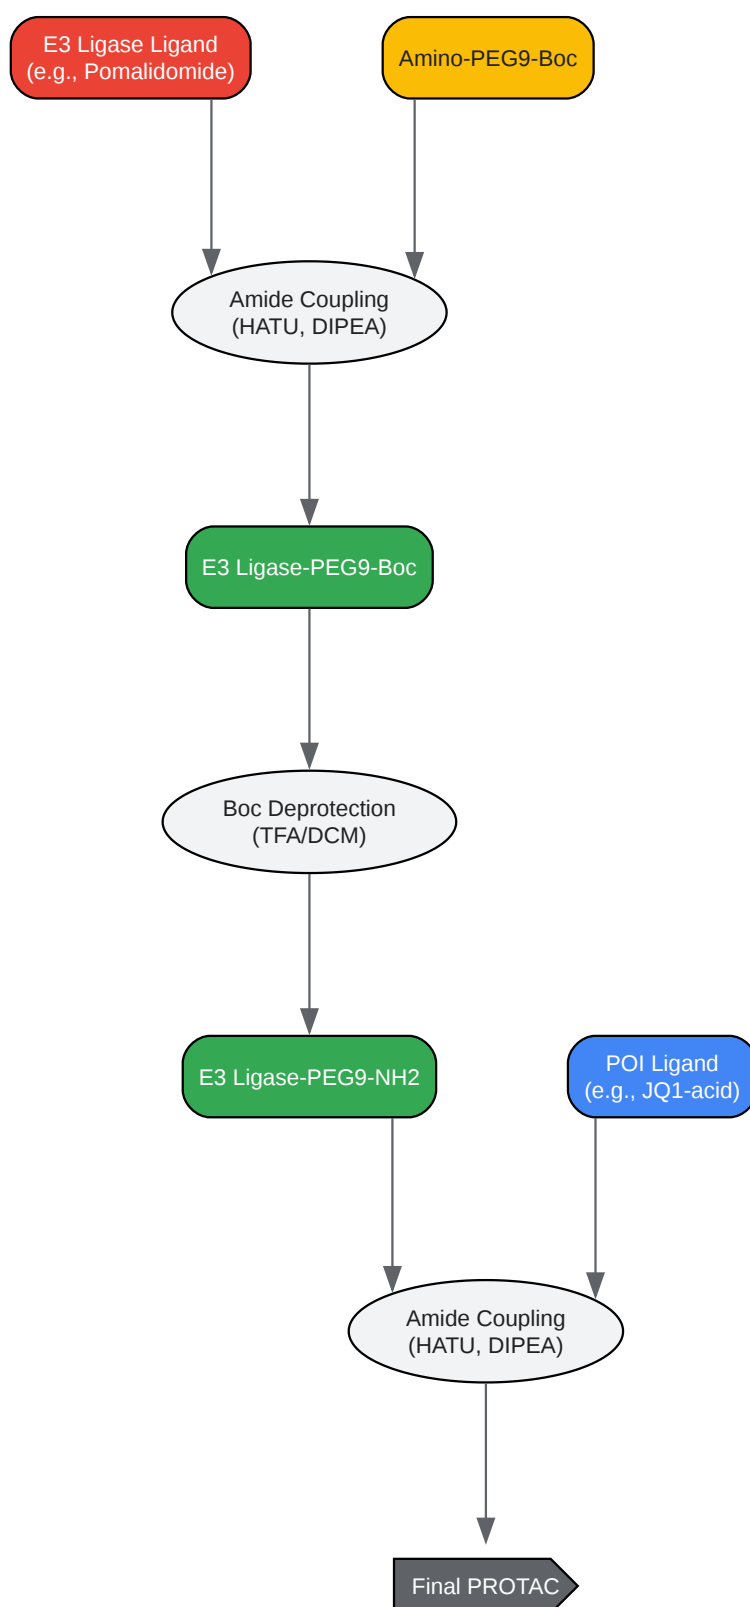 E3 Ligase Ligand
(e.g., Pomalidomide)
Amino-PEG9-Boc
Amide Coupling
(HATU, DIPEA)
E3 Ligase-PEG9-Boc
Boc Deprotection
(TFA/DCM)
E3 Ligase-PEG9-NH2
POI Ligand
(e.g., JQ1-acid)
Amide Coupling
(HATU, DIPEA)
Final PROTAC